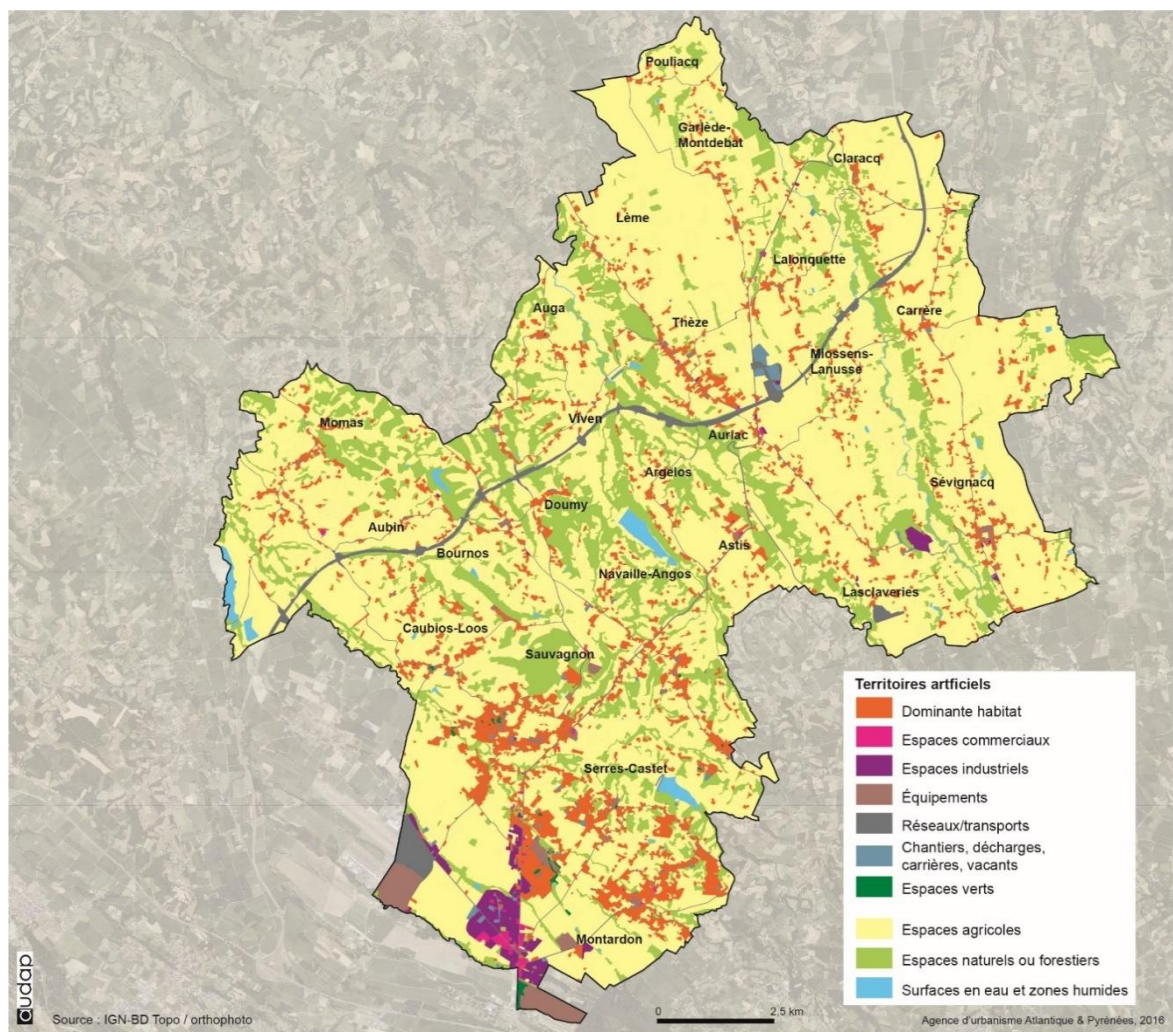 Pouliacq
Garlède-
Montdebat
Claracq
Lème
Lalonquette
Auga
Thèze
Carrère
Miossens-
Lanusse
Momas
Viven
Auriac
Argelos
Sévignacq
Doumy
Aubin
Bournos
Astis
Navaille-Angos
Lasclaveries
Caubios-Loos
Sauvagnon
Serres-Castet
Montardon
Territoires artficiels
Dominante habitat
Espaces commerciaux
Espaces industriels
Équipements
Réseaux/transports
Chantiers, décharges,
carrières, vacants
Espaces verts
Espaces agricoles
Espaces naturels ou forestiers
Surfaces en eau et zones humides
audap
Source : IGN-BD Topo / orthophoto
0 2.5 km
Agence d'urbanisme Atlantique & Pyrénées, 2016